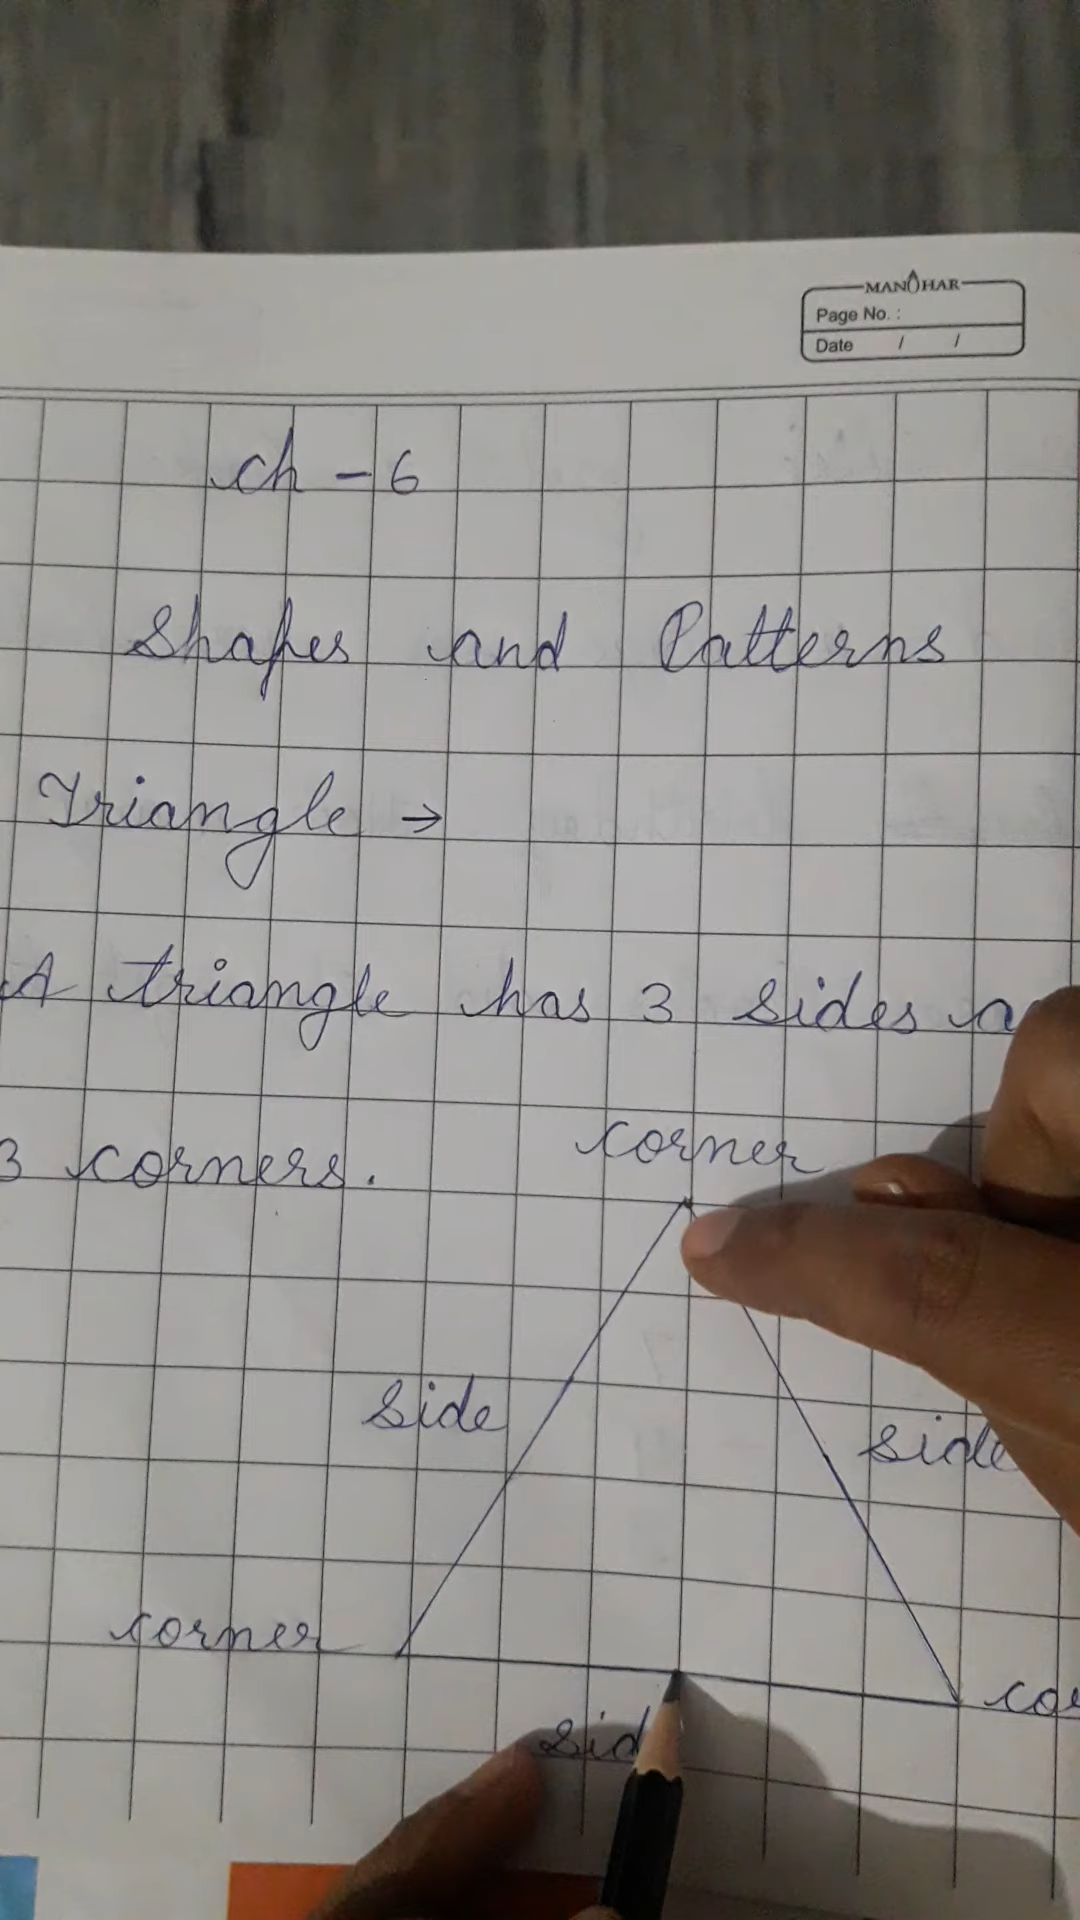 MANOHAR
Page No. :
Date / /
ch - 6
Shapes and Patterns
Triangle →
A triangle has 3 sides
3 corners.
corner
side
side
corner